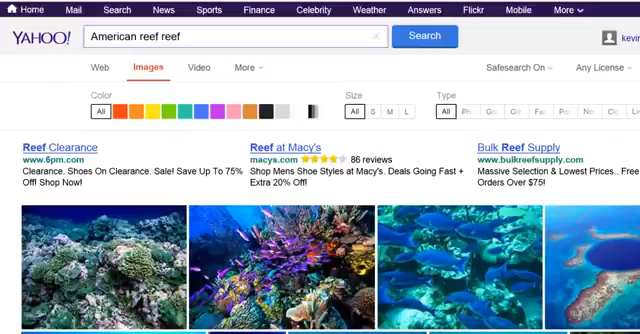 Home Mail Search News Sports Finance Celebrity Weather Answers Flickr Mobile More
YAHOO! American reef reef Search
Web Images Video More Safesearch On Any License
Color Size Type
All All S M L All
Reef Clearance
www.6pm.com
Clearance. Shoes On Clearance. Sale! Save Up To 75%
Off! Shop Now!
Reef at Macy's
macys.com 86 reviews
Shop Mens Shoe Styles at Macy's. Deals Going Fast +
Extra 20% Off!
Bulk Reef Supply
www.bulkreefsupply.com
Massive Selection & Lowest Prices.. Free
Orders Over $75!